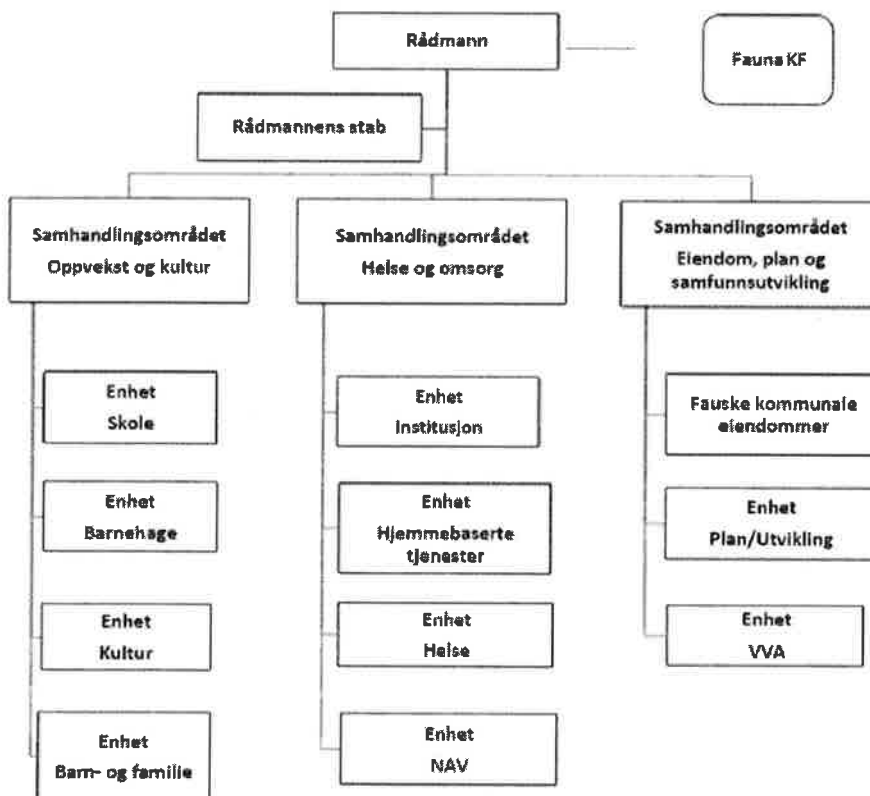 Rådmann
Fauna KF
Rådmannens stab
Samhandlingsområdet
Oppvekst og kultur
Enhet
Skole
Enhet
Barnehage
Enhet
Kultur
Enhet
Barn- og familie
Samhandlingsområdet
Helse og omsorg
Enhet
Institusjon
Enhet
Hjemmebaserte
tjenester
Enhet
Helse
Enhet
NAV
Samhandlingsområdet
Eiendom, plan og
samfunnsutvikling
Fauske kommunale
eiendommer
Enhet
Plan/Utvikling
Enhet
VVA